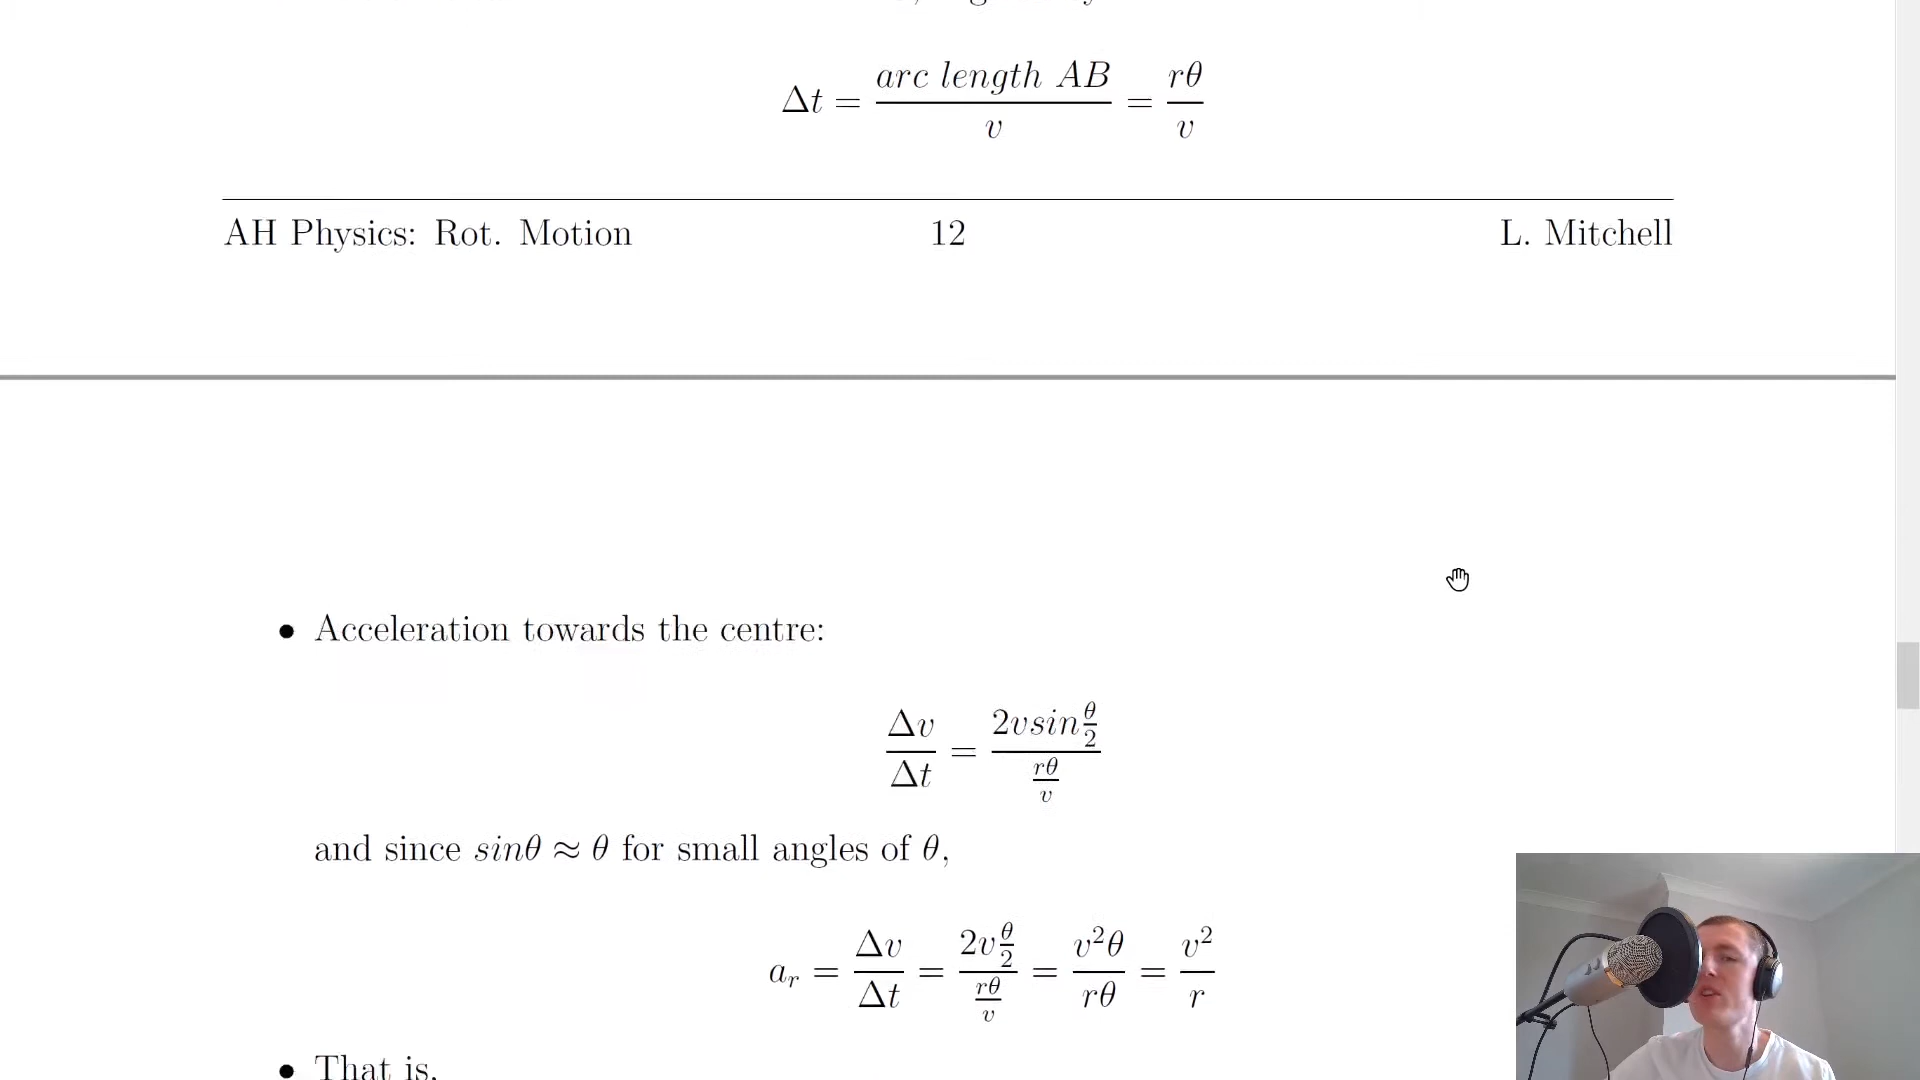 Δt = arc length AB / v = rθ / v
AH Physics: Rot. Motion 12 L. Mitchell
• Acceleration towards the centre:
Δv / Δt = 2vsin θ/2 / rθ/v
and since sinθ ≈ θ for small angles of θ,
a_r = Δv / Δt = 2v θ/2 / rθ/v = v²θ / rθ = v² / r
• That is,